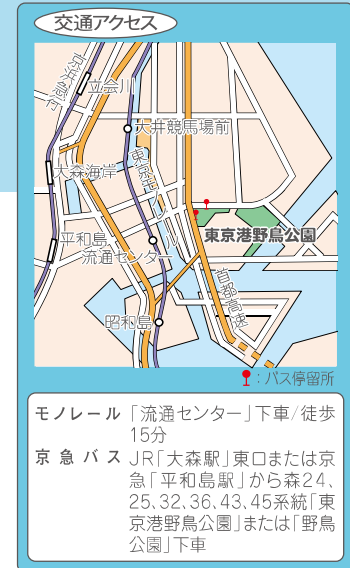 交通アクセス
京浜急行
立会川
大井競馬場前
大森海岸
東京モノレール
平和島
流通センター
東京港野鳥公園
首都高速
昭和島
：バス停留所
モノレール 「流通センター」下車/徒歩
15分
京急バス JR「大森駅」東口または京
急「平和島駅」から森24、
25、32、36、43、45系統「東
京港野鳥公園」または「野鳥
公園」下車